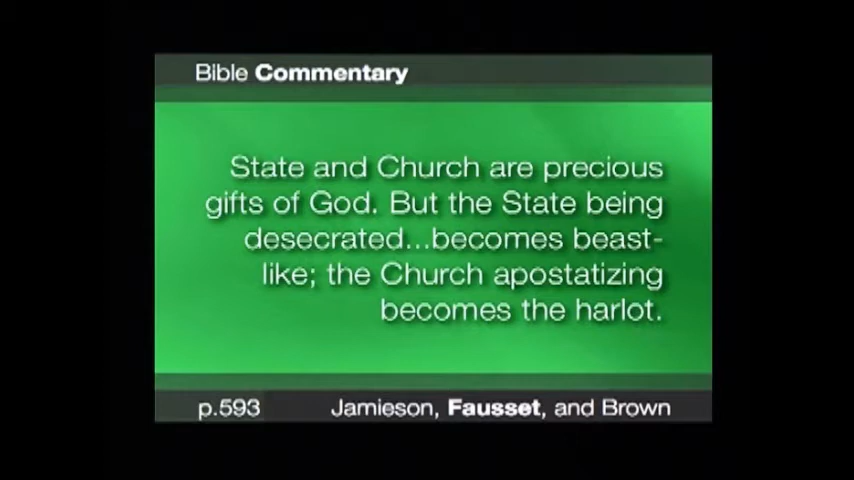 Bible Commentary
State and Church are precious
gifts of God. But the State being
desecrated...becomes beast-
like; the Church apostatizing
becomes the harlot.
p.593 Jamieson, Fausset, and Brown